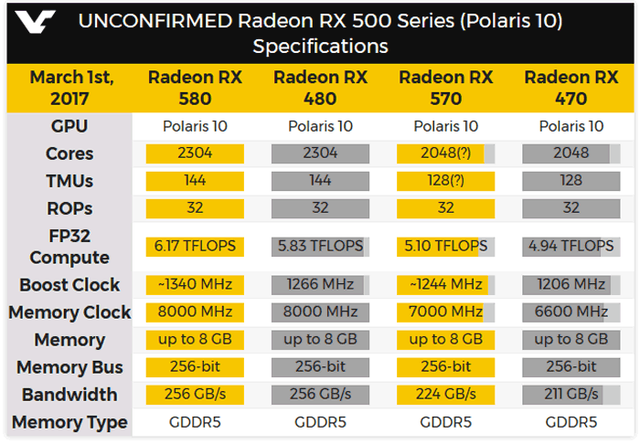 UNCONFIRMED Radeon RX 500 Series (Polaris 10)
Specifications
March 1st, 2017 Radeon RX 580 Radeon RX 480 Radeon RX 570 Radeon RX 470
GPU Polaris 10 Polaris 10 Polaris 10 Polaris 10
Cores 2304 2304 2048(?) 2048
TMUs 144 144 128(?) 128
ROPs 32 32 32 32
FP32 Compute 6.17 TFLOPS 5.83 TFLOPS 5.10 TFLOPS 4.94 TFLOPS
Boost Clock ~1340 MHz 1266 MHz ~1244 MHz 1206 MHz
Memory Clock 8000 MHz 8000 MHz 7000 MHz 6600 MHz
Memory up to 8 GB up to 8 GB up to 8 GB up to 8 GB
Memory Bus 256-bit 256-bit 256-bit 256-bit
Bandwidth 256 GB/s 256 GB/s 224 GB/s 211 GB/s
Memory Type GDDR5 GDDR5 GDDR5 GDDR5